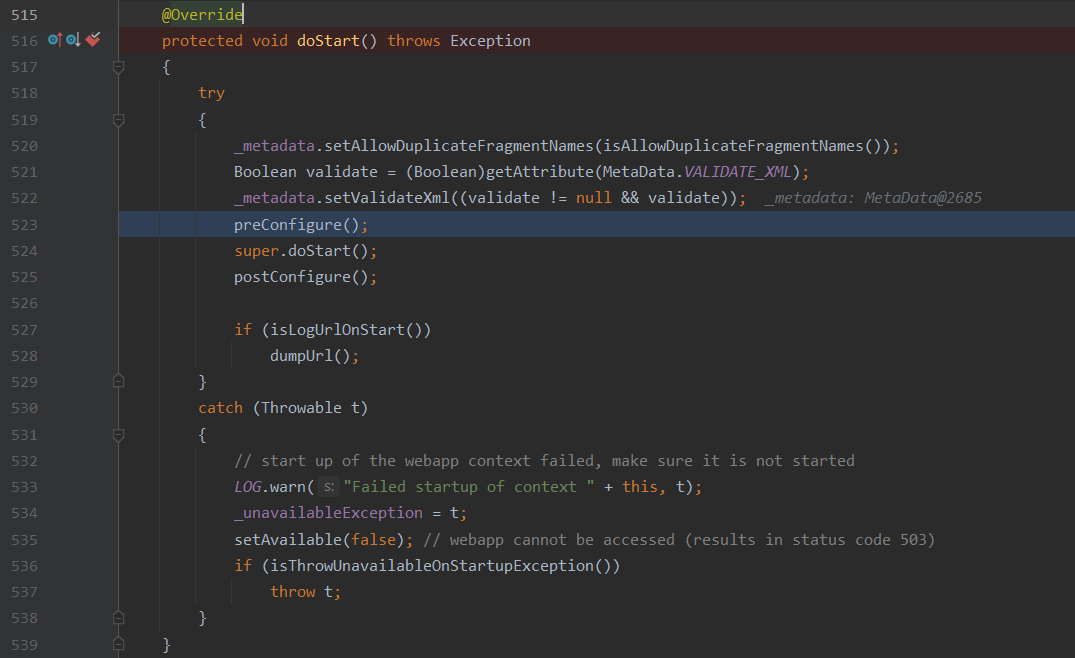 515 @Override
516 protected void doStart() throws Exception
517 {
518 try
519 {
520 _metadata.setAllowDuplicateFragmentNames(isAllowDuplicateFragmentNames());
521 Boolean validate = (Boolean)getAttribute(MetaData.VALIDATE_XML);
522 _metadata.setValidateXml((validate != null && validate)); _metadata: MetaData@2685
523 preConfigure();
524 super.doStart();
525 postConfigure();
526
527 if (isLogUrlOnStart())
528 dumpUrl();
529 }
530 catch (Throwable t)
531 {
532 // start up of the webapp context failed, make sure it is not started
533 LOG.warn( s: "Failed startup of context " + this, t);
534 _unavailableException = t;
535 setAvailable(false); // webapp cannot be accessed (results in status code 503)
536 if (isThrowUnavailableOnStartupException())
537 throw t;
538 }
539 }